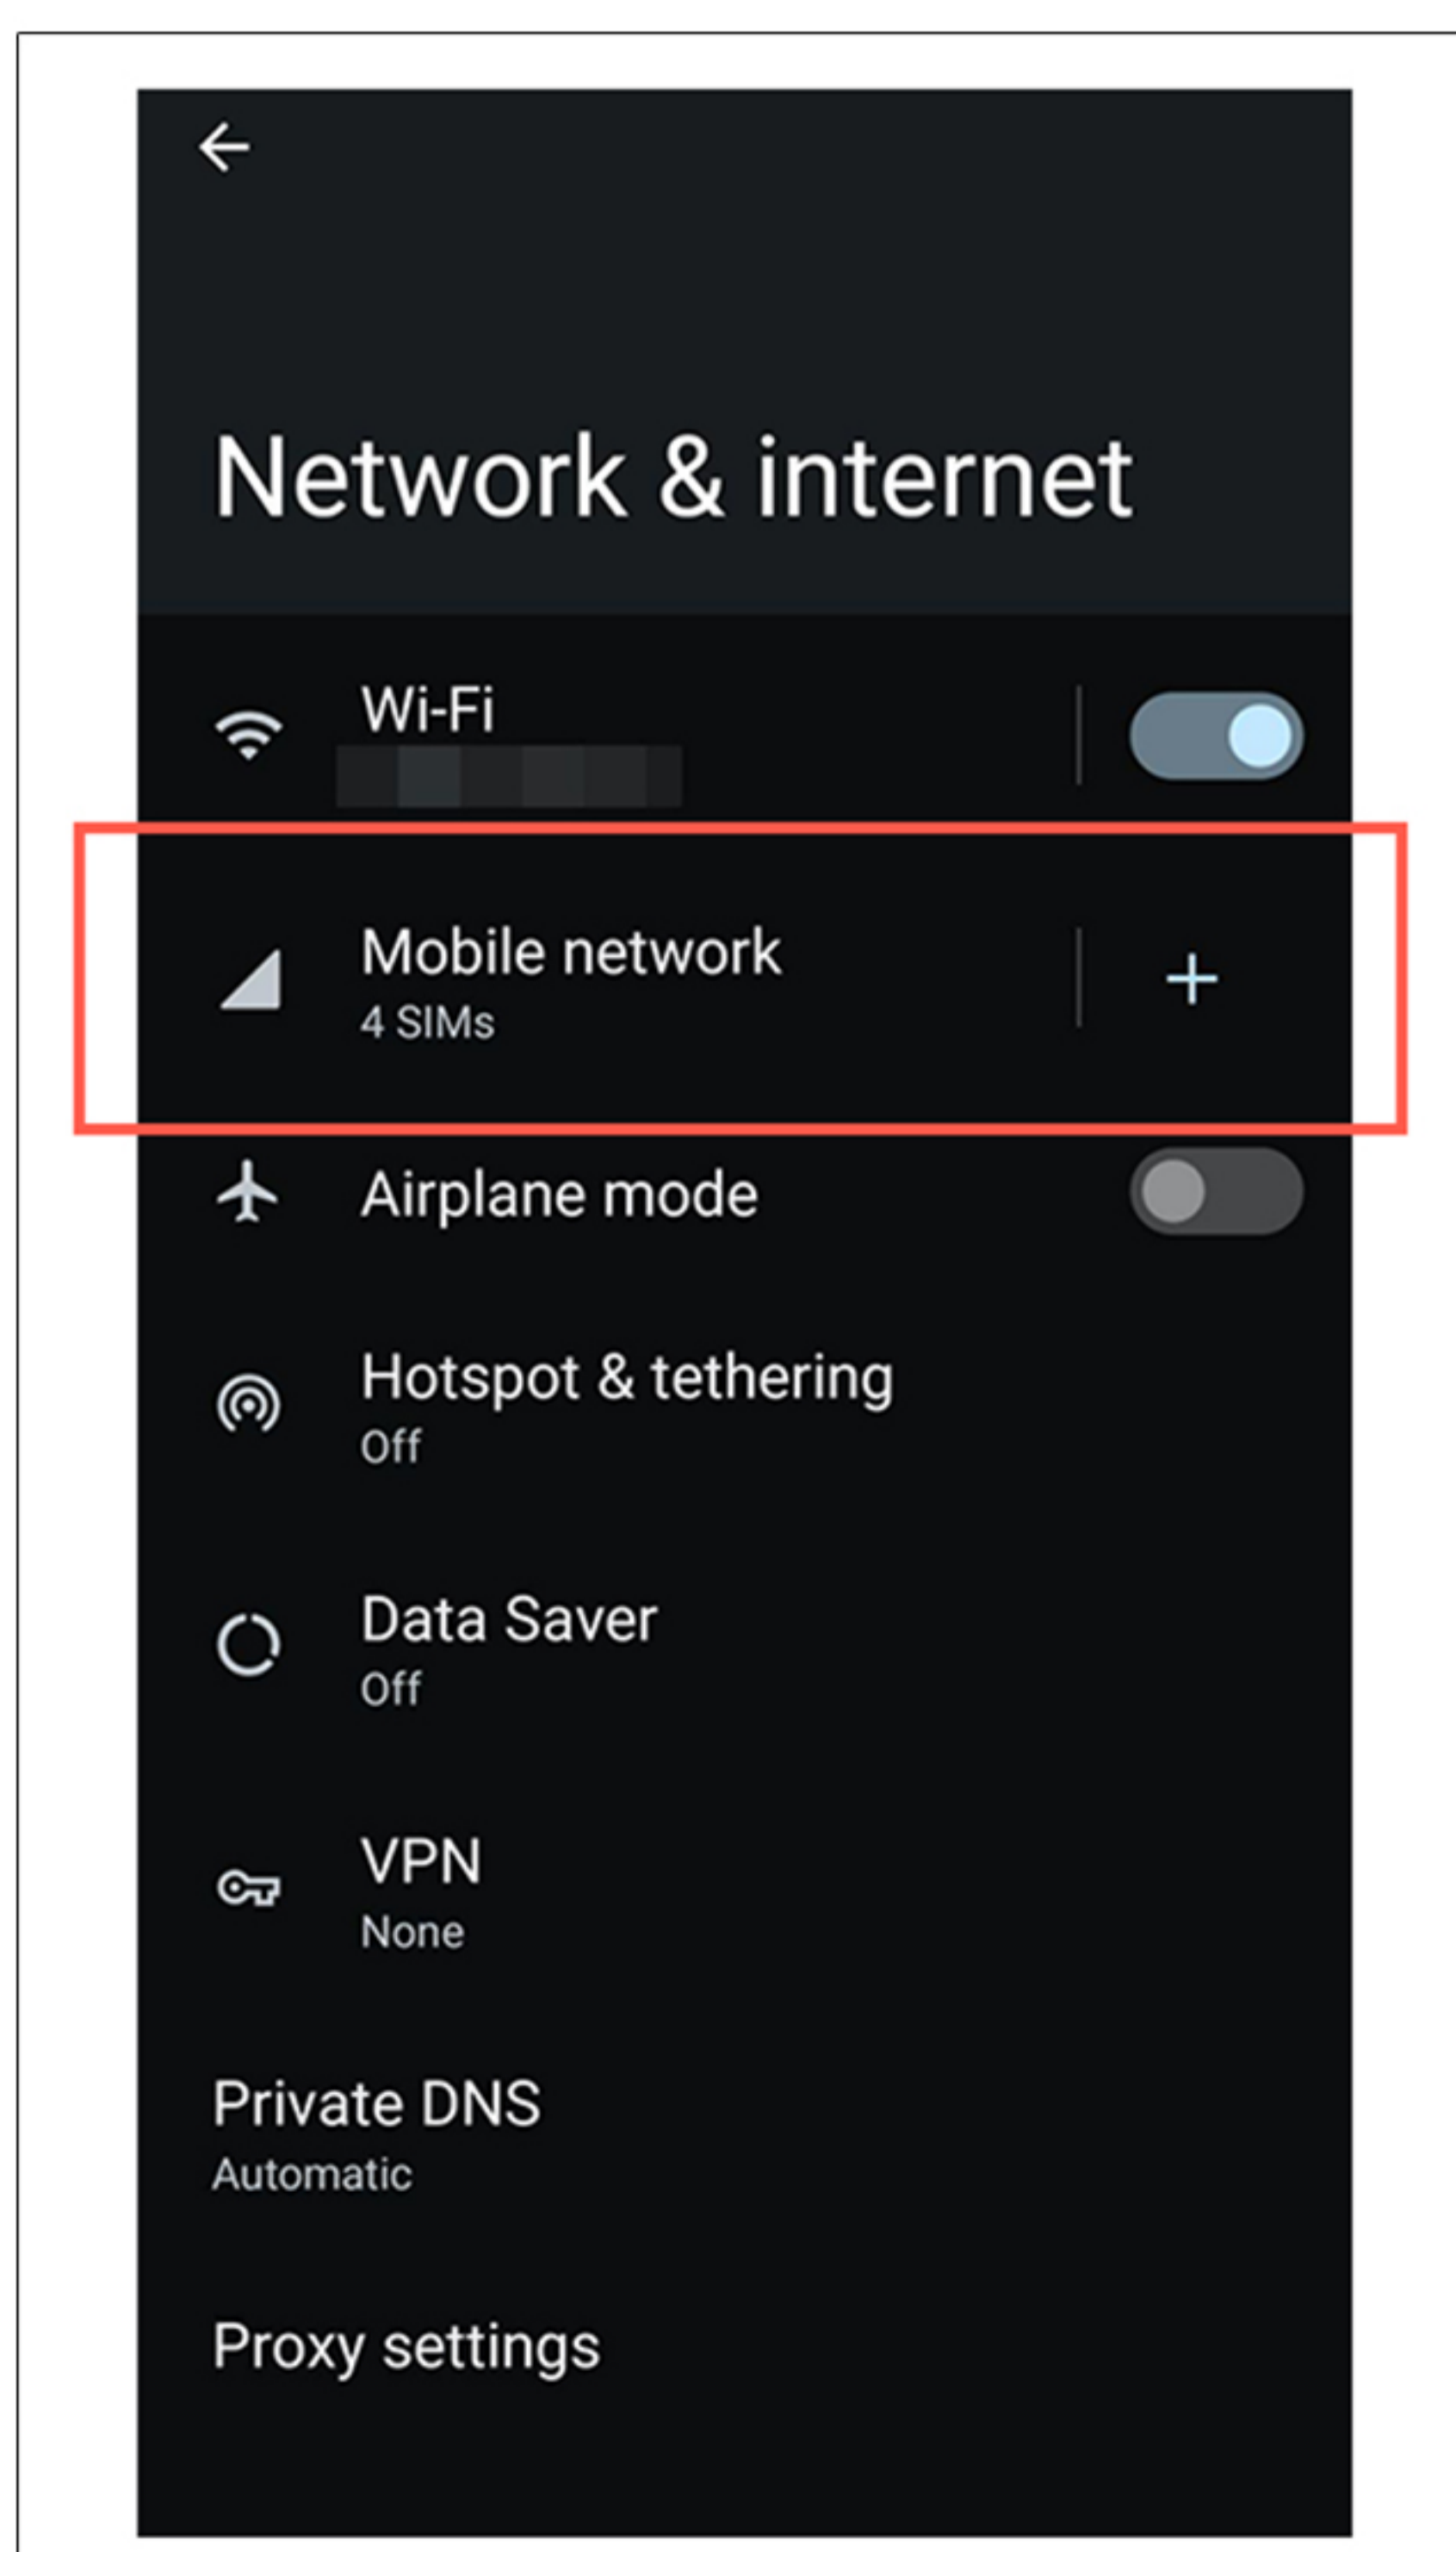 Network & internet
Wi-Fi
Mobile network
4 SIMs
Airplane mode
Hotspot & tethering
Off
Data Saver
Off
VPN
None
Private DNS
Automatic
Proxy settings